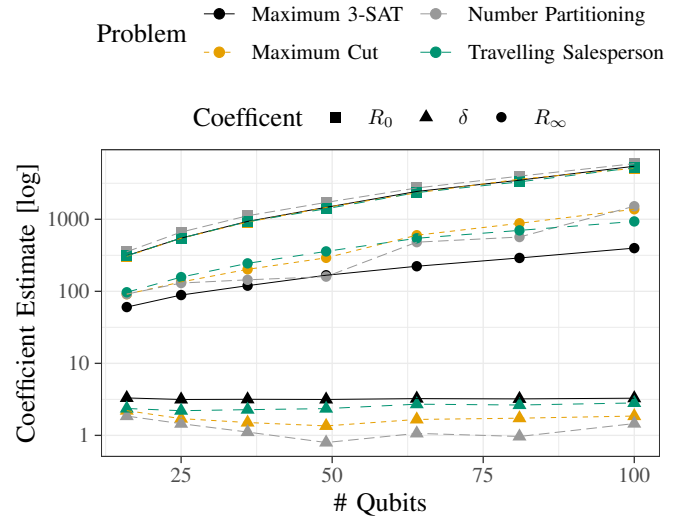 Problem
Maximum 3-SAT
Number Partitioning
Maximum Cut
Travelling Salesperson
Coefficent R₀ δ R∞
Coefficient Estimate [log]
1000
100
10
1
25 50 75 100
# Qubits